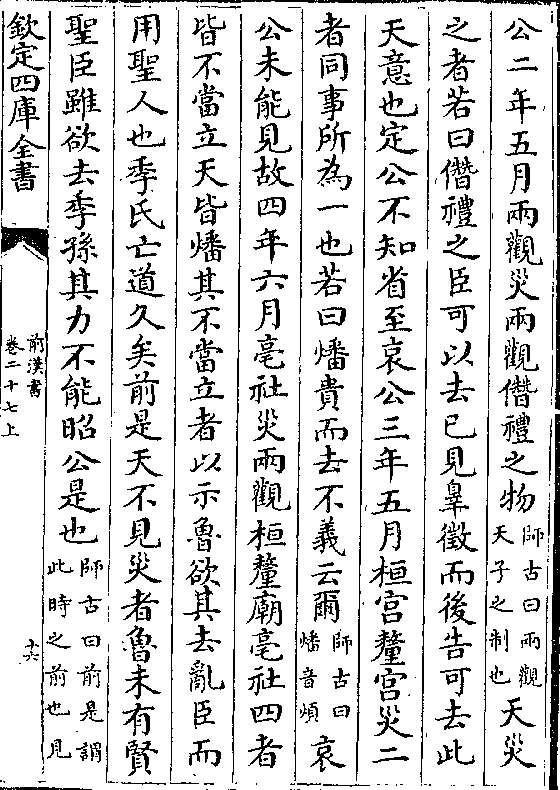 公二年五月兩觀災兩觀僭禮之物師古曰兩觀天子之制也天災
之者若曰僭禮之臣可以去已見辠徵而後告可去此
天意也定公不知省至哀公三年五月桓宮釐宮災二
者同事所為一也若曰燔貴而去不義云爾師古曰燔音煩哀
公未能見故四年六月亳社災兩觀桓釐廟亳社四者
皆不當立天皆燔其不當立者以示魯欲其去亂臣而
用聖人也季氏亡道久矣前是天不見災者魯未有賢
聖臣雖欲去季孫其力不能昭公是也師古曰前是謂此時之前也見
欽定四庫全書
前漢書
卷二十七上
十六